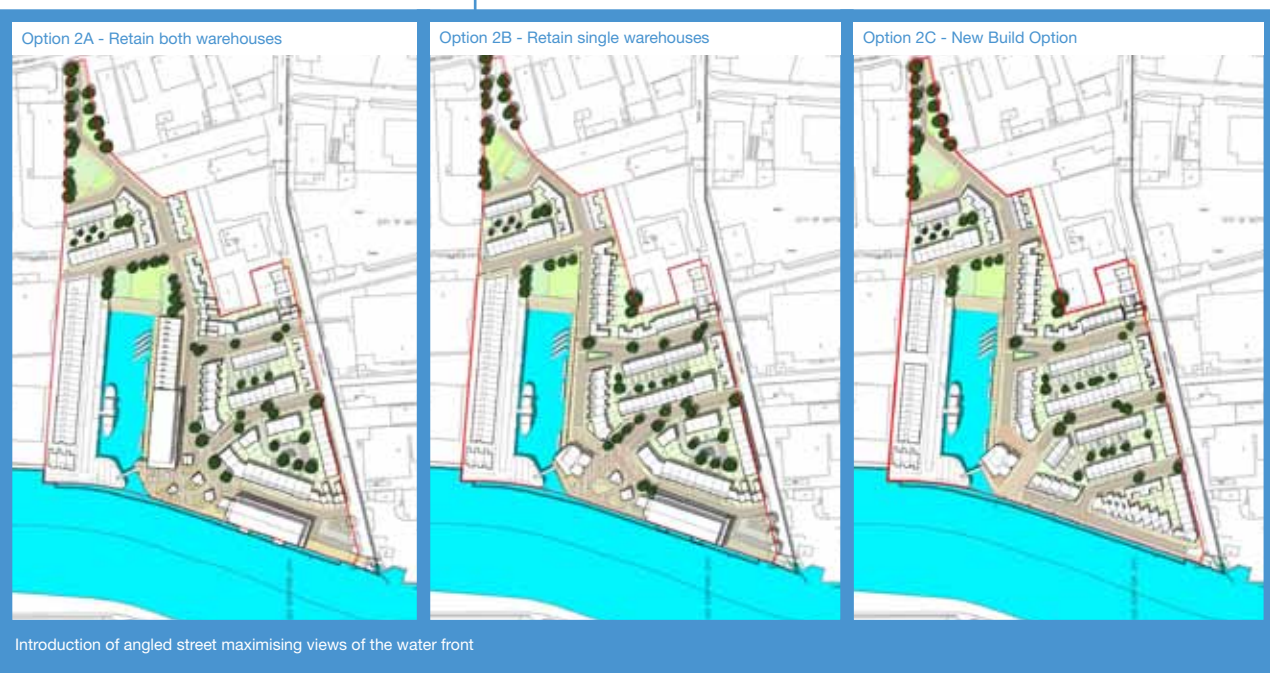 Option 2A - Retain both warehouses
Option 2B - Retain single warehouses
Option 2C - New Build Option
Introduction of angled street maximising views of the water front